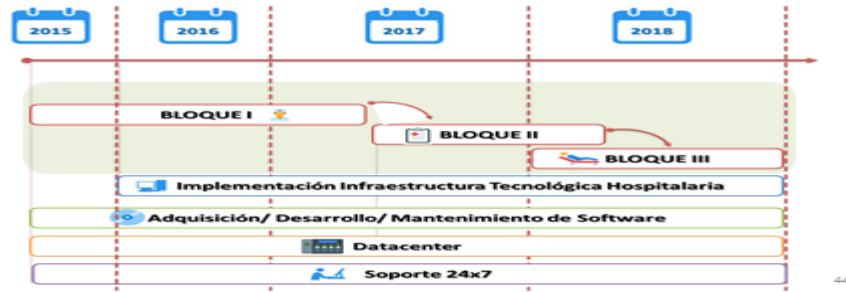 2015 2016 2017 2018
BLOQUE I
BLOQUE II
BLOQUE III
Implementación Infraestructura Tecnológica Hospitalaria
Adquisición/ Desarrollo/ Mantenimiento de Software
Datacenter
Soporte 24x7
44